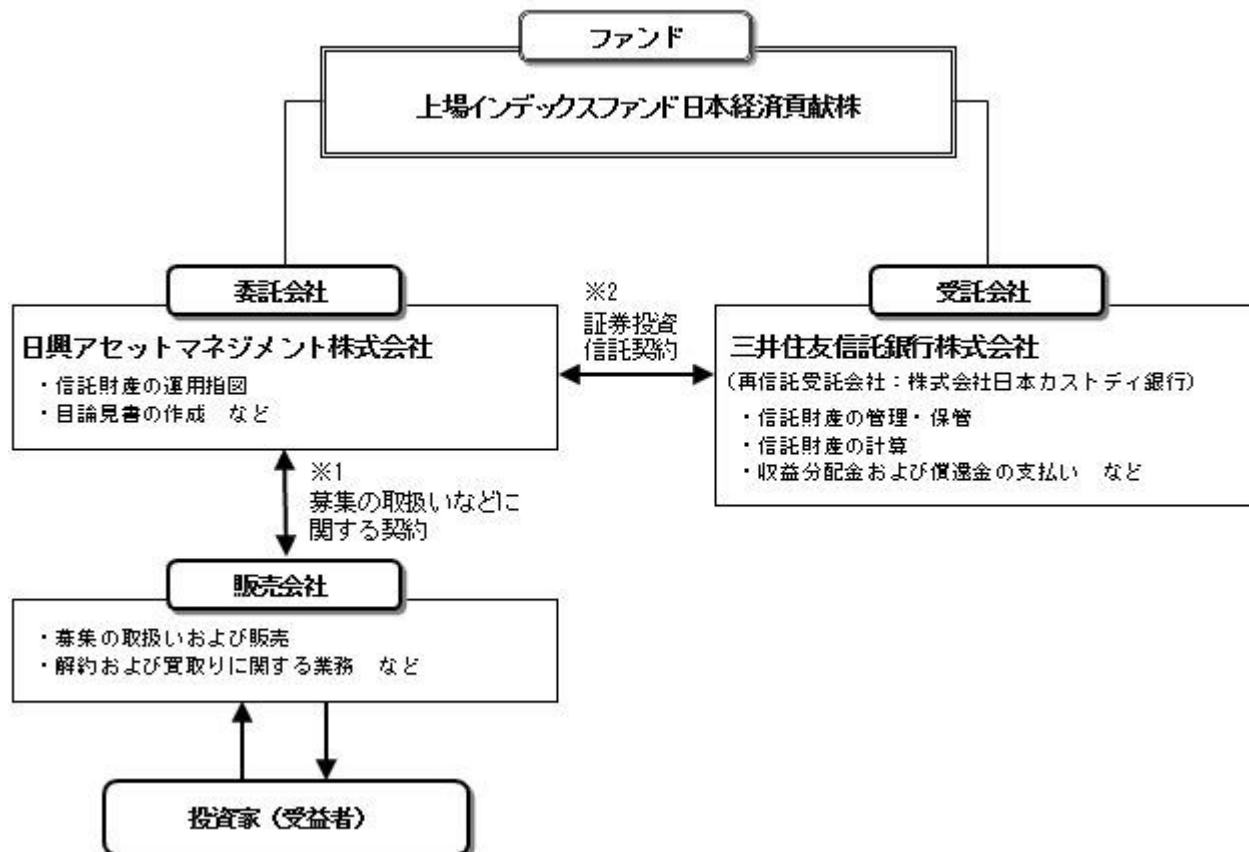 ファンド
上場インデックスファンド日本経済貢献株
委託会社
日興アセットマネジメント株式会社
・信託財産の運用指図
・目論見書の作成　など
※2
証券投資
信託契約
受託会社
三井住友信託銀行株式会社
(再信託受託会社：株式会社日本カストディ銀行)
・信託財産の管理・保管
・信託財産の計算
・収益分配金および償還金の支払い　など
※1
募集の取扱いなどに
関する契約
販売会社
・募集の取扱いおよび販売
・解約および買取りに関する業務　など
投資家（受益者）